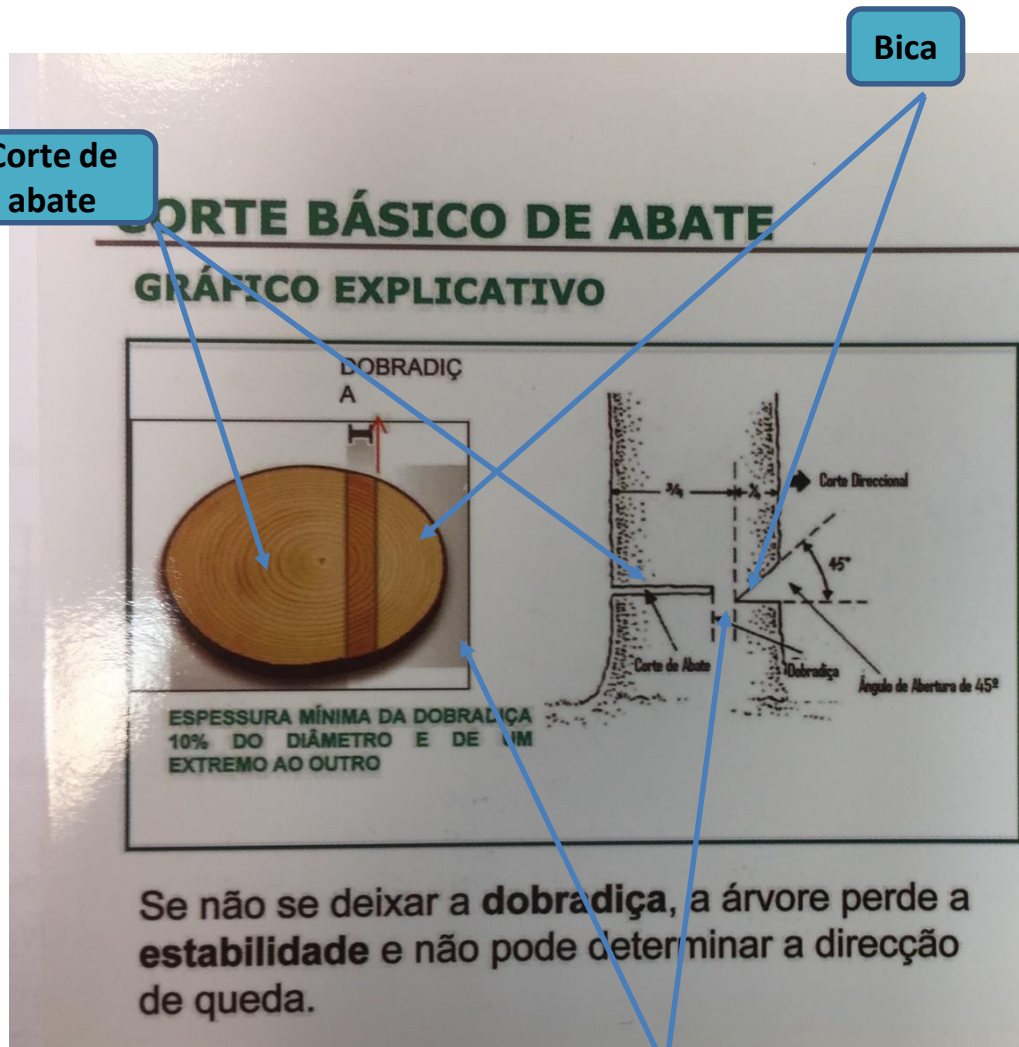 Bica
Corte de
abate
CORTE BÁSICO DE ABATE
GRÁFICO EXPLICATIVO
DOBRADIÇ
A
¾
¼
Corte Direccional
45º
Corte de Abate
Dobradiça
Ângulo de Abertura de 45º
ESPESSURA MÍNIMA DA DOBRADIÇA
10% DO DIÂMETRO E DE UM
EXTREMO AO OUTRO
Se não se deixar a dobradiça, a árvore perde a
estabilidade e não pode determinar a direcção
de queda.